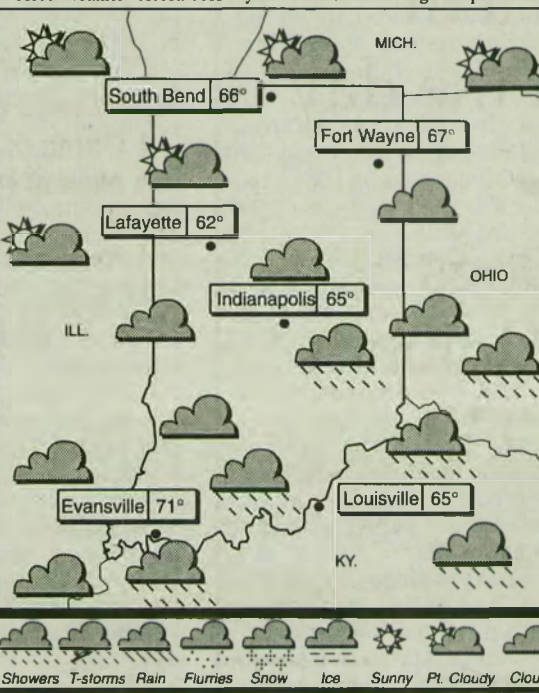 MICH.
South Bend 66°
Fort Wayne 67°
Lafayette 62°
OHIO
Indianapolis 65°
ILL.
Evansville 71°
Louisville 65°
KY.
Showers T-storms Rain Flurries Snow Ice Sunny Pt. Cloudy